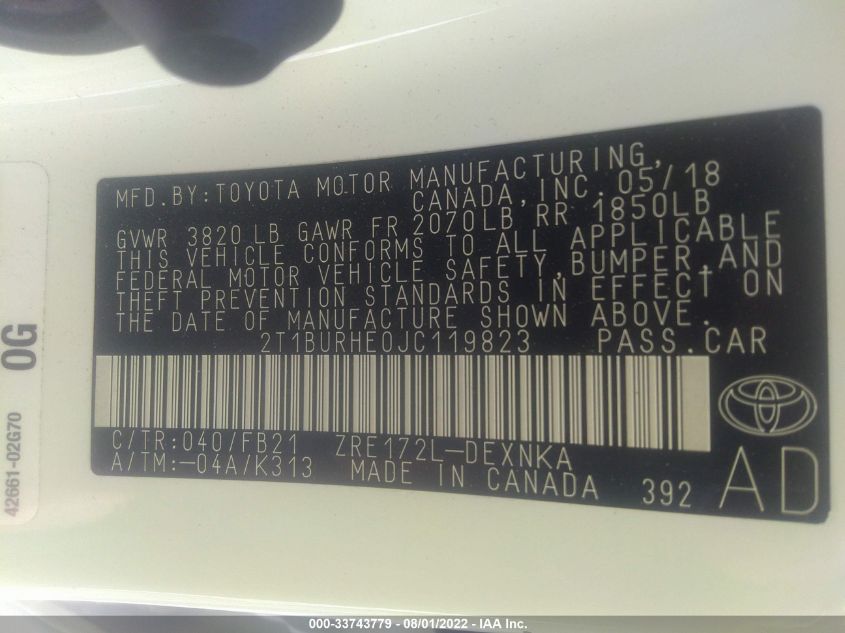 MFD. BY: TOYOTA MOTOR MANUFACTURING,
CANADA, INC. 05/18
GVWR 3820 LB GAWR FR 2070LB RR 1850LB
THIS VEHICLE CONFORMS TO ALL APPLICABLE
FEDERAL MOTOR VEHICLE SAFETY, BUMPER, AND
THEFT PREVENTION STANDARDS IN EFFECT ON
THE DATE OF MANUFACTURE SHOWN ABOVE.
2T1BURHE0JC119823 PASS. CAR
C/TR: 040/FB21 ZRE172L-DEXNKA
A/TM: -04A/K313 MADE IN CANADA 392 AD
0G
42661-02G70
000-33743779 - 08/01/2022 - IAA Inc.